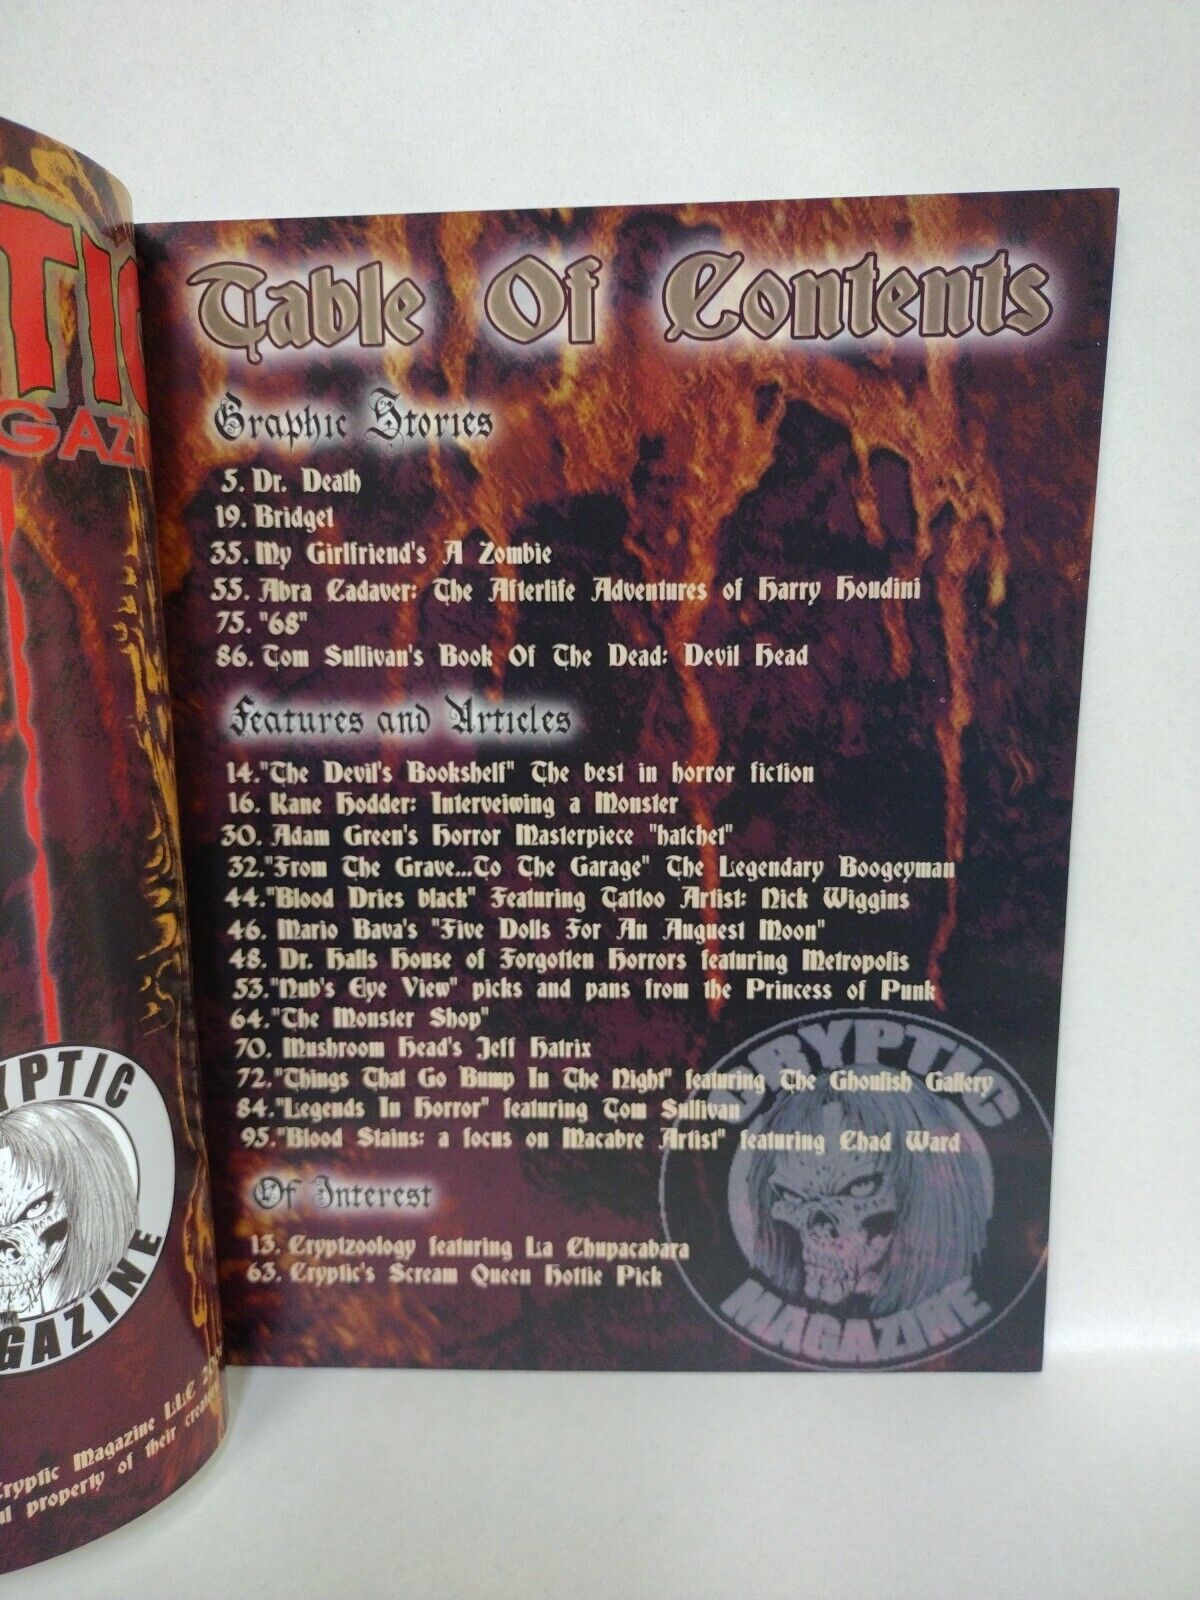 TIC
GAZ
YPTIC
GAZINE
Cryptic Magazine LLC
property of their
Table Of Contents
Graphic Stories
5. Dr. Death
19. Bridget
35. My Girlfriend's A Zombie
55. Abra Cadaver: The Afterlife Adventures of Harry Houdini
75. "68"
86. Tom Sullivan's Book Of The Dead: Devil Head
Features and Articles
14."The Devil's Bookshelf" The best in horror fiction
16. Kane Hodder: Interveiwing a Monster
30. Adam Green's Horror Masterpiece "hatchet"
32."From The Grave...To The Garage" The Legendary Boogeyman
44."Blood Dries black" Featuring Tattoo Artist: Nick Wiggins
46. Mario Bava's "Five Dolls For An Auguest Moon"
48. Dr. Halls House of Forgotten Horrors featuring Metropolis
53."Nub's Eye View" picks and pans from the Princess of Punk
64."The Monster Shop"
70. Mushroom Head's Jeff Hatrix
72."Things That Go Bump In The Night" featuring The Ghoulish Gallery
84."Legends In Horror" featuring Tom Sullivan
95."Blood Stains: a focus on Macabre Artist" featuring Chad Ward
Of Interest
13. Cryptzoology featuring La Chupacabara
63. Cryptic's Scream Queen Hottie Pick
CRYPTIC
MAGAZINE